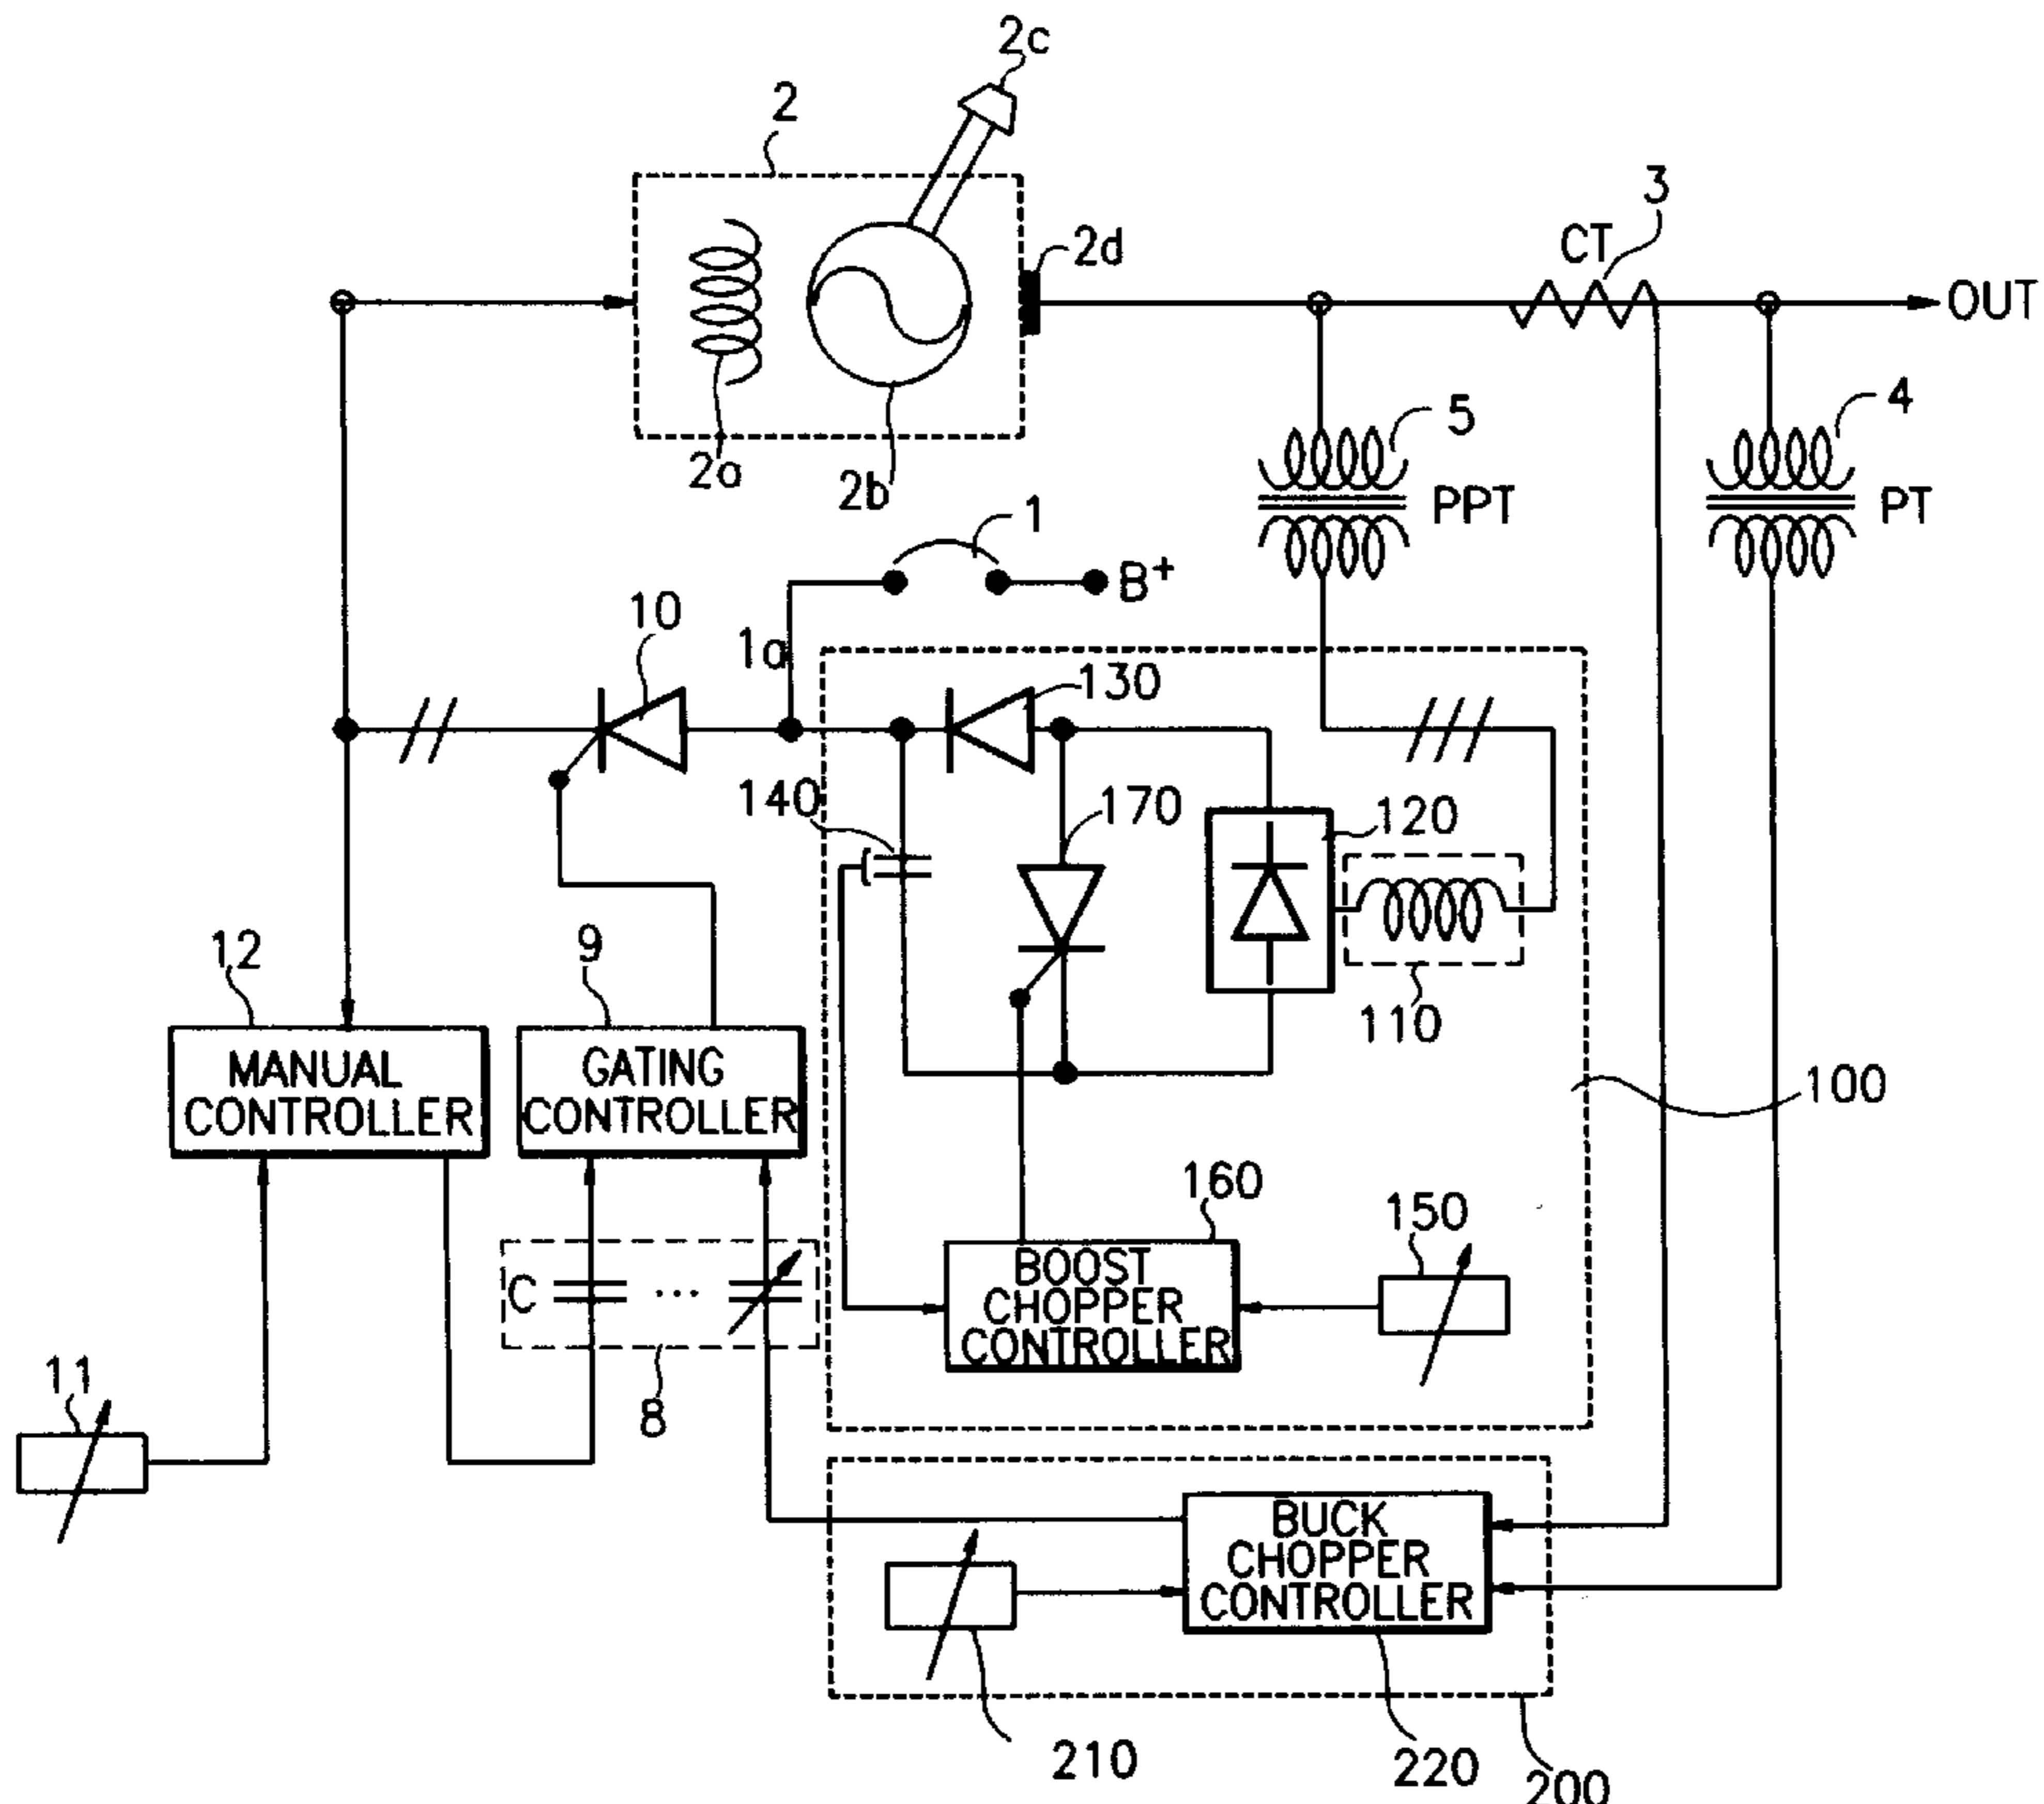 2c
2
3
CT
2d
OUT
2a
2b
5
4
PPT
PT
1
B+
10
1a
130
140
170
120
12
9
110
MANUAL
CONTROLLER
GATING
CONTROLLER
100
160
150
C ...
BOOST
CHOPPER
CONTROLLER
11
8
BUCK
CHOPPER
CONTROLLER
210
220
200